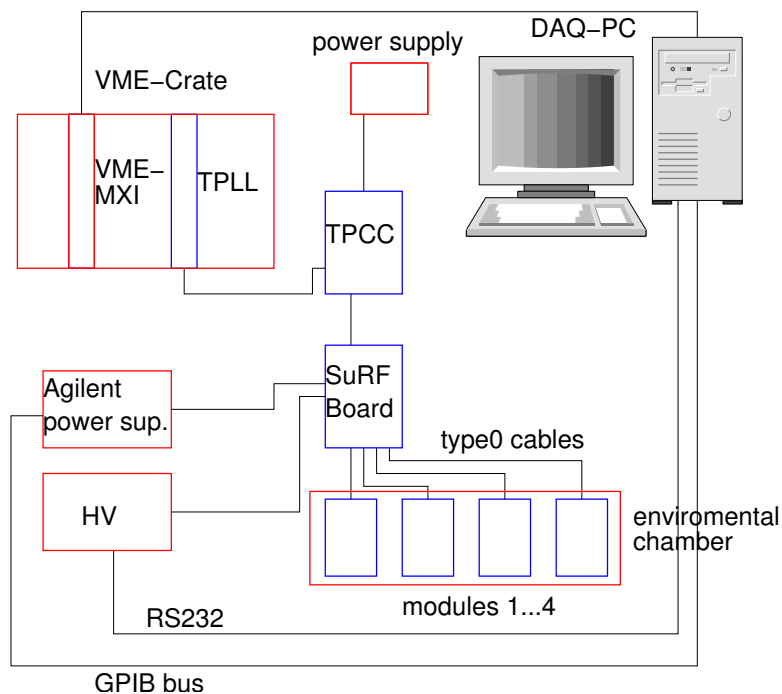 power supply
DAQ−PC
VME−Crate
VME−
MXI
TPLL
TPCC
Agilent
power sup.
SuRF
Board
type0 cables
HV
enviromental
chamber
modules 1...4
RS232
GPIB bus